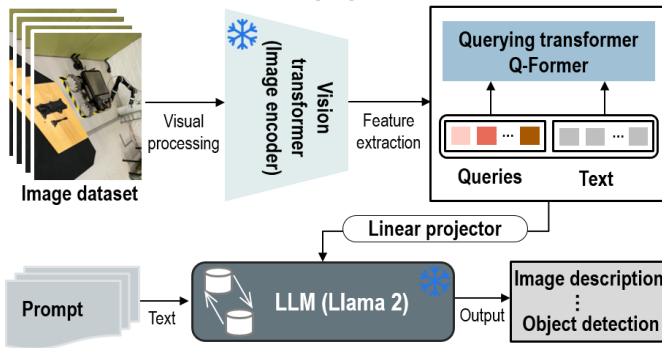 Querying transformer
Q-Former
Vision
transformer
(Image encoder)
Visual
processing
Feature
extraction
...
...
Queries
Text
Image dataset
Linear projector
Prompt
Text
LLM (Llama 2)
Output
Image description
⋮
Object detection